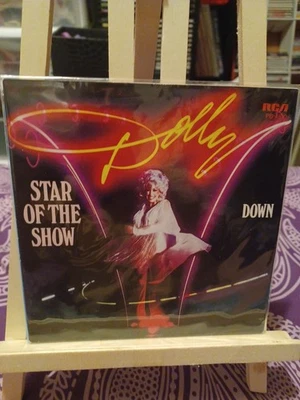 RCA
Dolly
STAR
OF THE
SHOW
DOWN